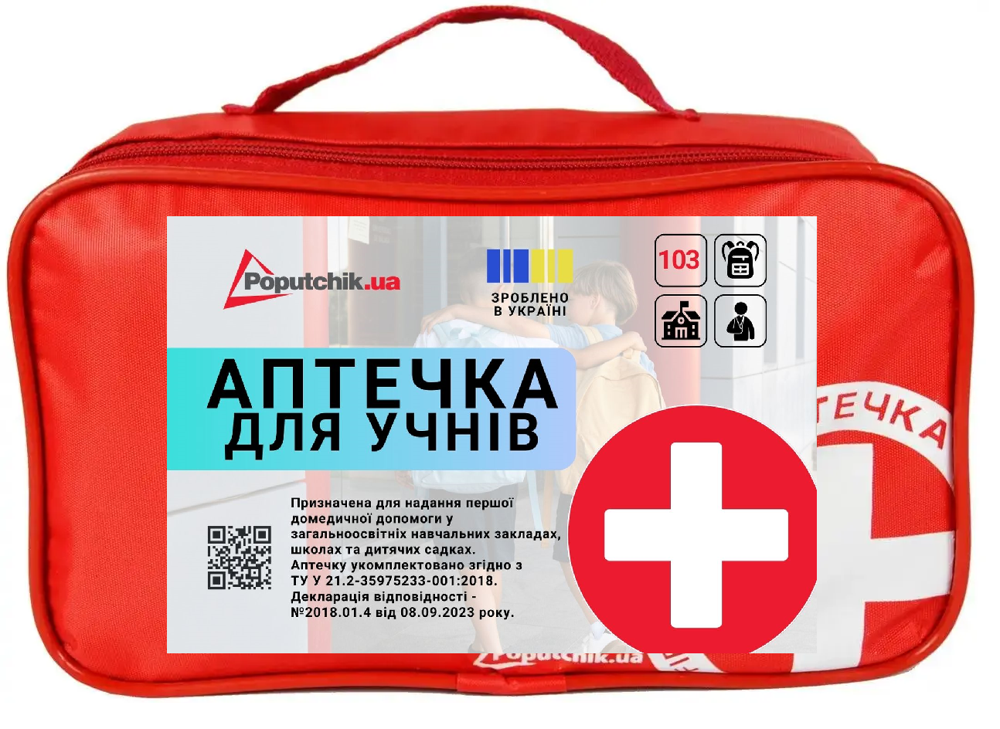 Poputchik.ua
ЗРОБЛЕНО
В УКРАЇНІ
103
АПТЕЧКА
ДЛЯ УЧНІВ
Призначена для надання першої
домедичної допомоги у
загальноосвітніх навчальних закладах,
школах та дитячих садках.
Аптечку укомплектовано згідно з
ТУ У 21.2-35975233-001:2018.
Декларація відповідності -
№2018.01.4 від 08.09.2023 року.
ТЕЧКА
Poputchik.ua